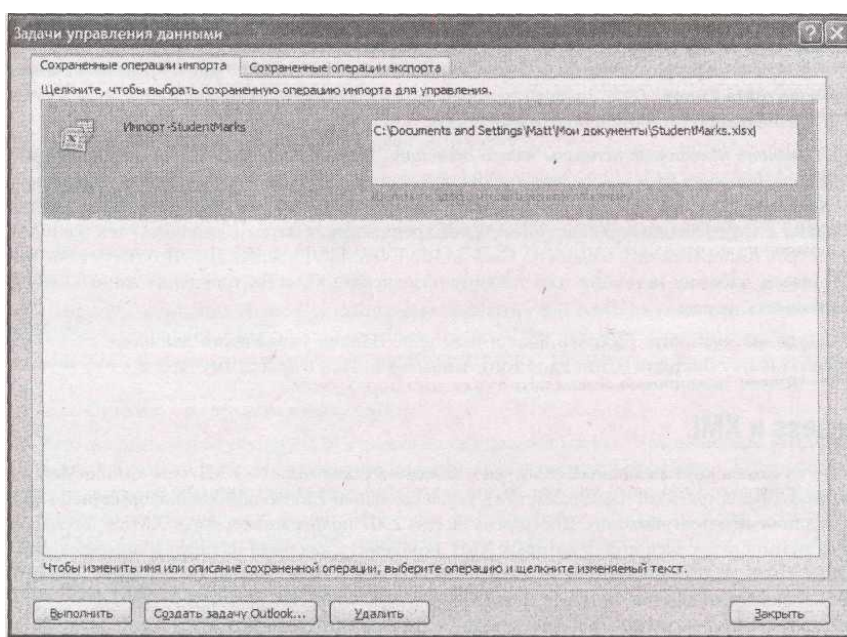 Задачи управления данными
Сохраненные операции импорта
Сохраненные операции экспорта
Щелкните, чтобы выбрать сохраненную операцию импорта для управления.
Импорт-StudentMarks
C:\Documents and Settings\Matt\Мои документы\StudentMarks.xlsx
Чтобы изменить имя или описание сохраненной операции, выберите операцию и щелкните изменяемый текст.
Выполнить
Создать задачу Outlook...
Удалить
Закрыть